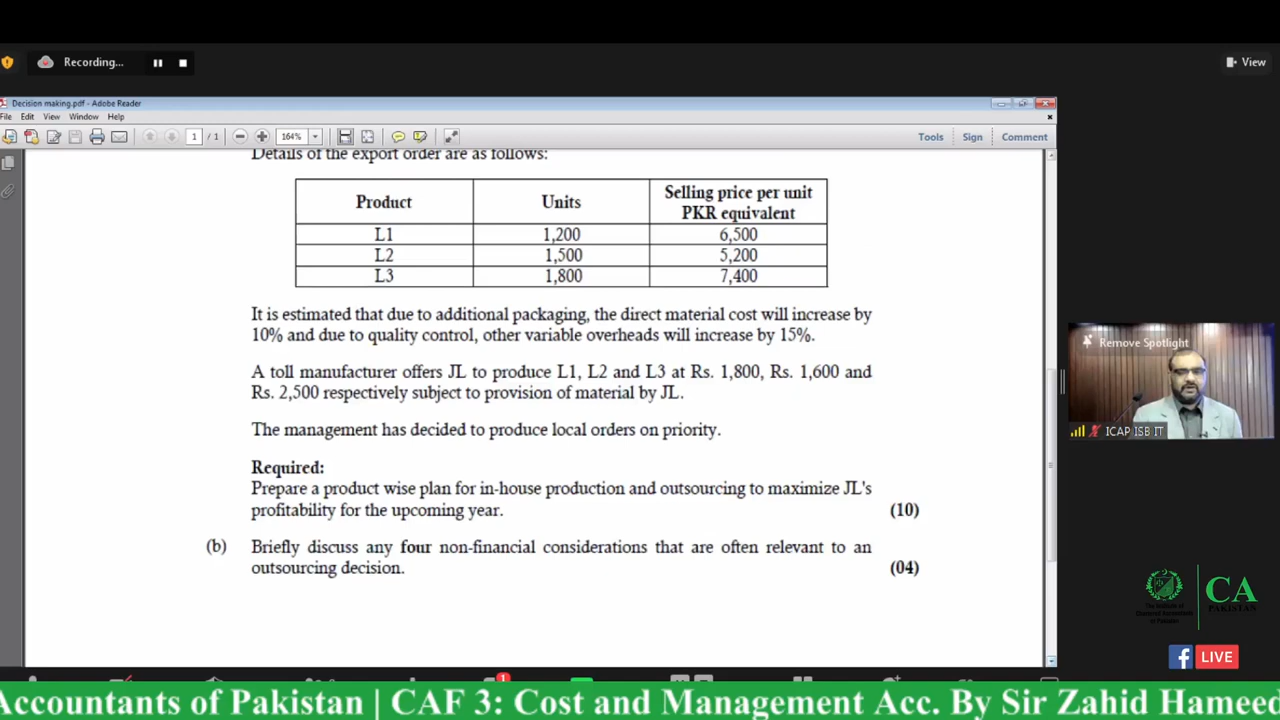 Recording...
View
Decision making.pdf - Adobe Reader
File Edit View Window Help
1 / 1 164% Tools Sign Comment
Details of the export order are as follows:
Product Units Selling price per unit PKR equivalent
L1 1,200 6,500
L2 1,500 5,200
L3 1,800 7,400
It is estimated that due to additional packaging, the direct material cost will increase by
10% and due to quality control, other variable overheads will increase by 15%.
A toll manufacturer offers JL to produce L1, L2 and L3 at Rs. 1,800, Rs. 1,600 and
Rs. 2,500 respectively subject to provision of material by JL.
The management has decided to produce local orders on priority.
Required:
Prepare a product wise plan for in-house production and outsourcing to maximize JL's
profitability for the upcoming year. (10)
(b) Briefly discuss any four non-financial considerations that are often relevant to an
outsourcing decision. (04)
Remove Spotlight
ICAP ISB IT
CA
PAKISTAN
f LIVE
1
Accountants of Pakistan | CAF 3: Cost and Management Acc. By Sir Zahid Hameed